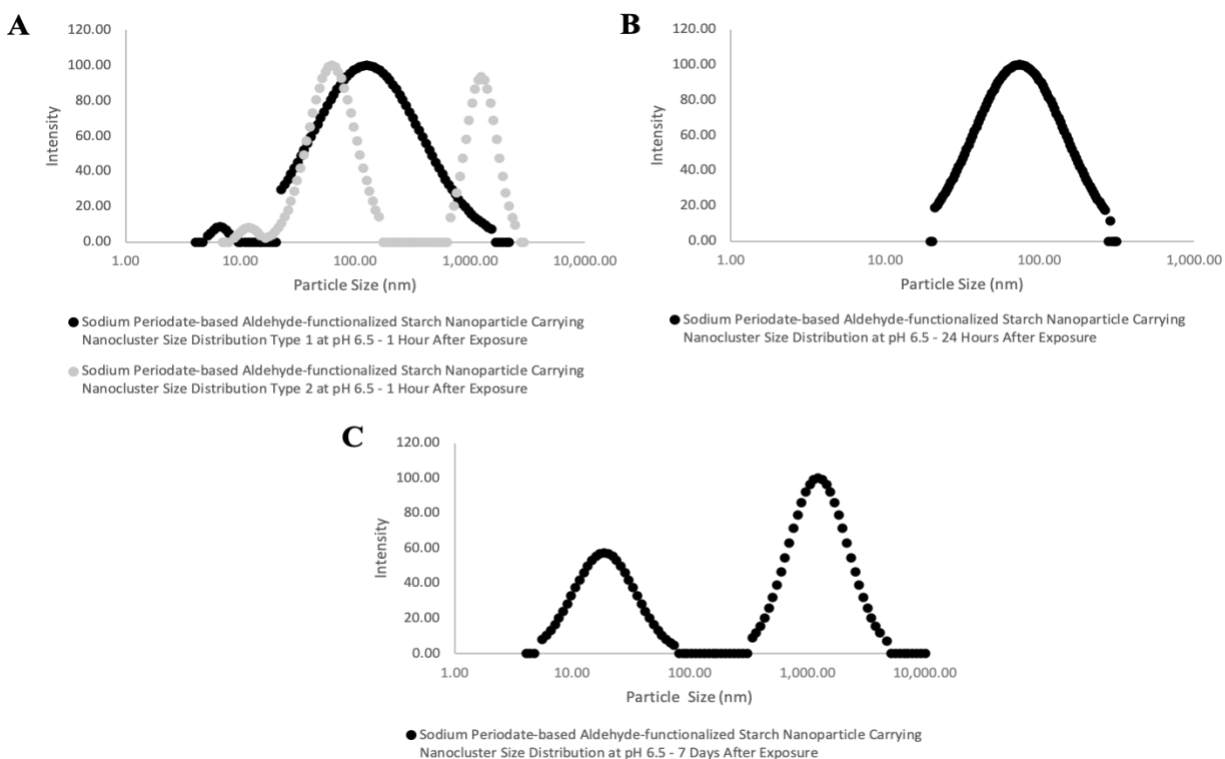 A
120.00
100.00
80.00
60.00
40.00
20.00
0.00
Intensity
1.00
10.00
100.00
1,000.00
10,000.00
Particle Size (nm)
Sodium Periodate-based Aldehyde-functionalized Starch Nanoparticle Carrying
Nanocluster Size Distribution Type 1 at pH 6.5 - 1 Hour After Exposure
Sodium Periodate-based Aldehyde-functionalized Starch Nanoparticle Carrying
Nanocluster Size Distribution Type 2 at pH 6.5 - 1 Hour After Exposure
B
120.00
100.00
80.00
60.00
40.00
20.00
0.00
Intensity
1.00
10.00
100.00
1,000.00
Particle Size (nm)
Sodium Periodate-based Aldehyde-functionalized Starch Nanoparticle Carrying
Nanocluster Size Distribution at pH 6.5 - 24 Hours After Exposure
C
120.00
100.00
80.00
60.00
40.00
20.00
0.00
Intensity
1.00
10.00
100.00
1,000.00
10,000.00
Particle Size (nm)
Sodium Periodate-based Aldehyde-functionalized Starch Nanoparticle Carrying
Nanocluster Size Distribution at pH 6.5 - 7 Days After Exposure